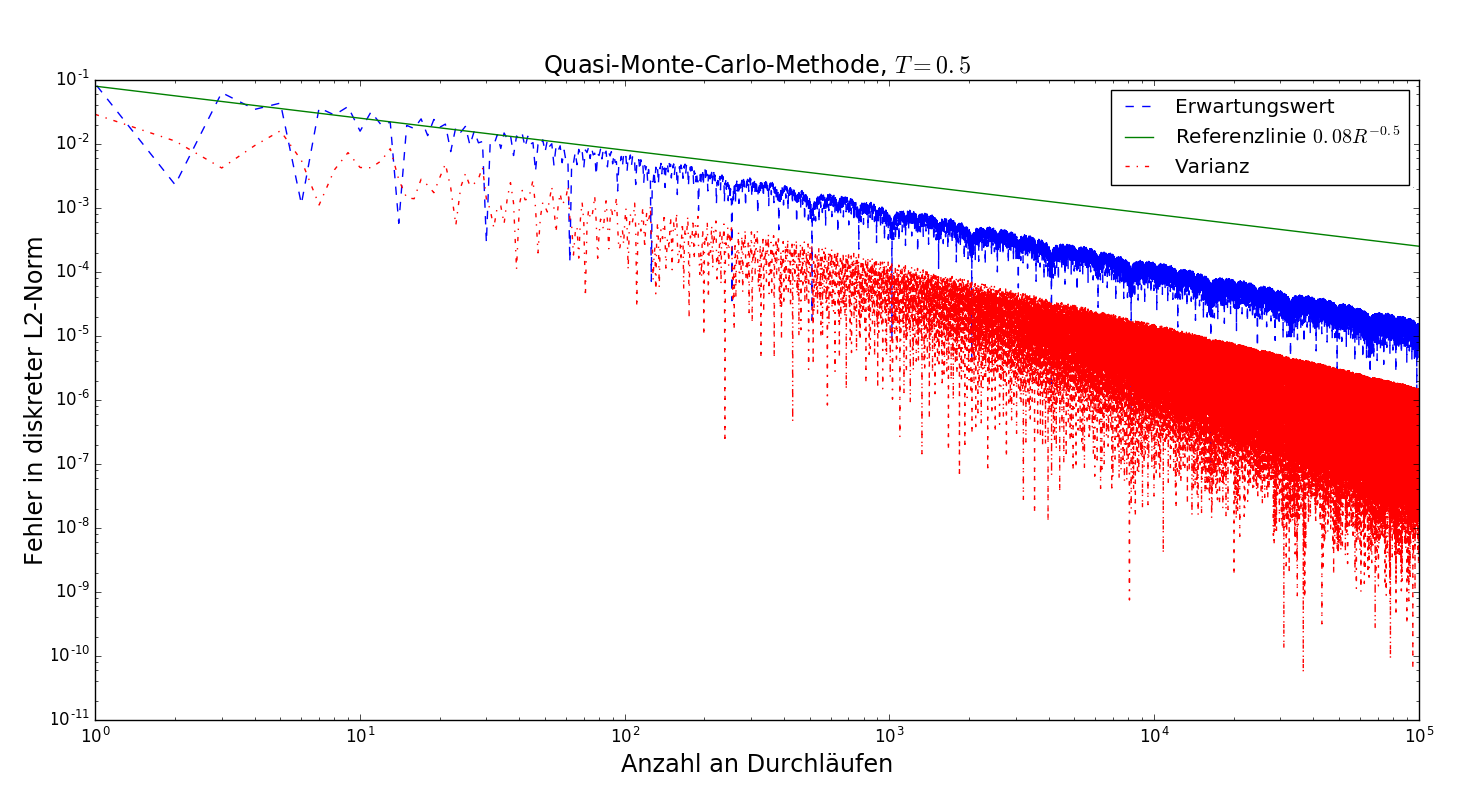 Quasi-Monte-Carlo-Methode, T = 0.5
Erwartungswert
Referenzlinie 0.08R^{-0.5}
Varianz
Fehler in diskreter L2-Norm
10^{-1}
10^{-2}
10^{-3}
10^{-4}
10^{-5}
10^{-6}
10^{-7}
10^{-8}
10^{-9}
10^{-10}
10^{-11}
10^0 10^1 10^2 10^3 10^4 10^5
Anzahl an Durchläufen